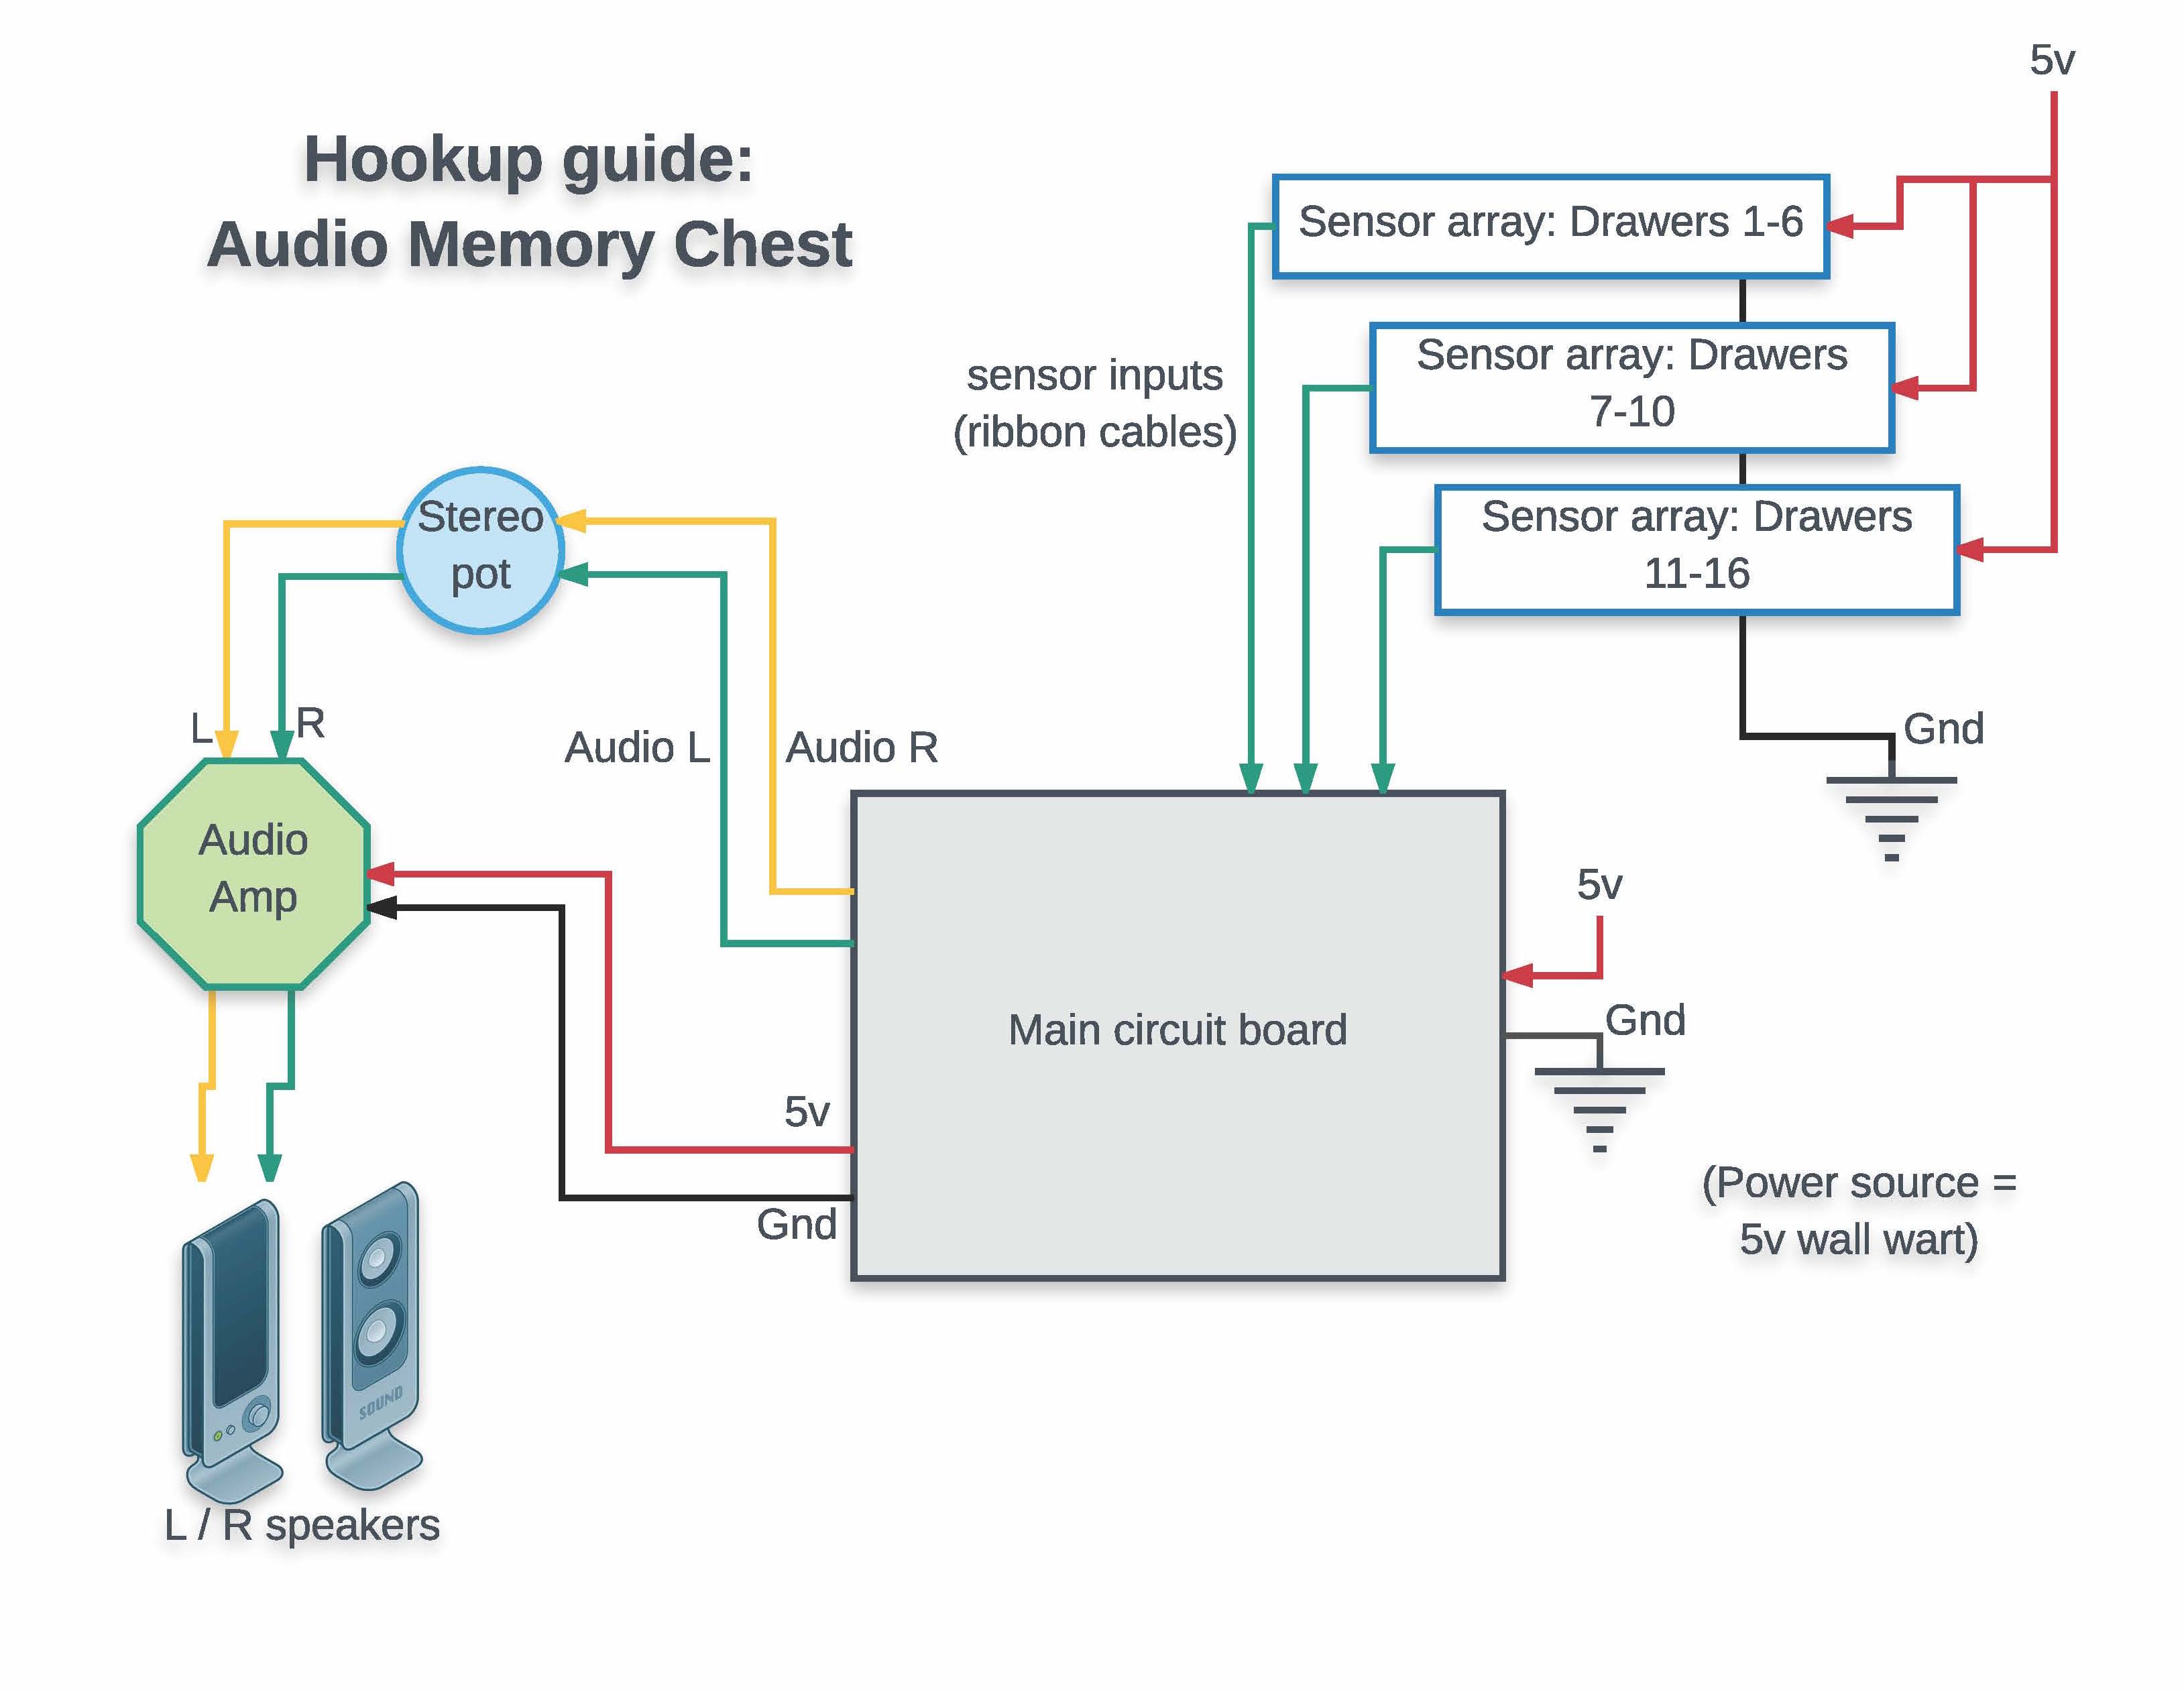 Hookup guide:
Audio Memory Chest
5v
Sensor array: Drawers 1-6
Sensor array: Drawers
7-10
Sensor array: Drawers
11-16
sensor inputs
(ribbon cables)
Stereo
pot
L
R
Audio L
Audio R
Gnd
Audio
Amp
5v
Gnd
Main circuit board
5v
Gnd
(Power source =
5v wall wart)
SOUND
L / R speakers